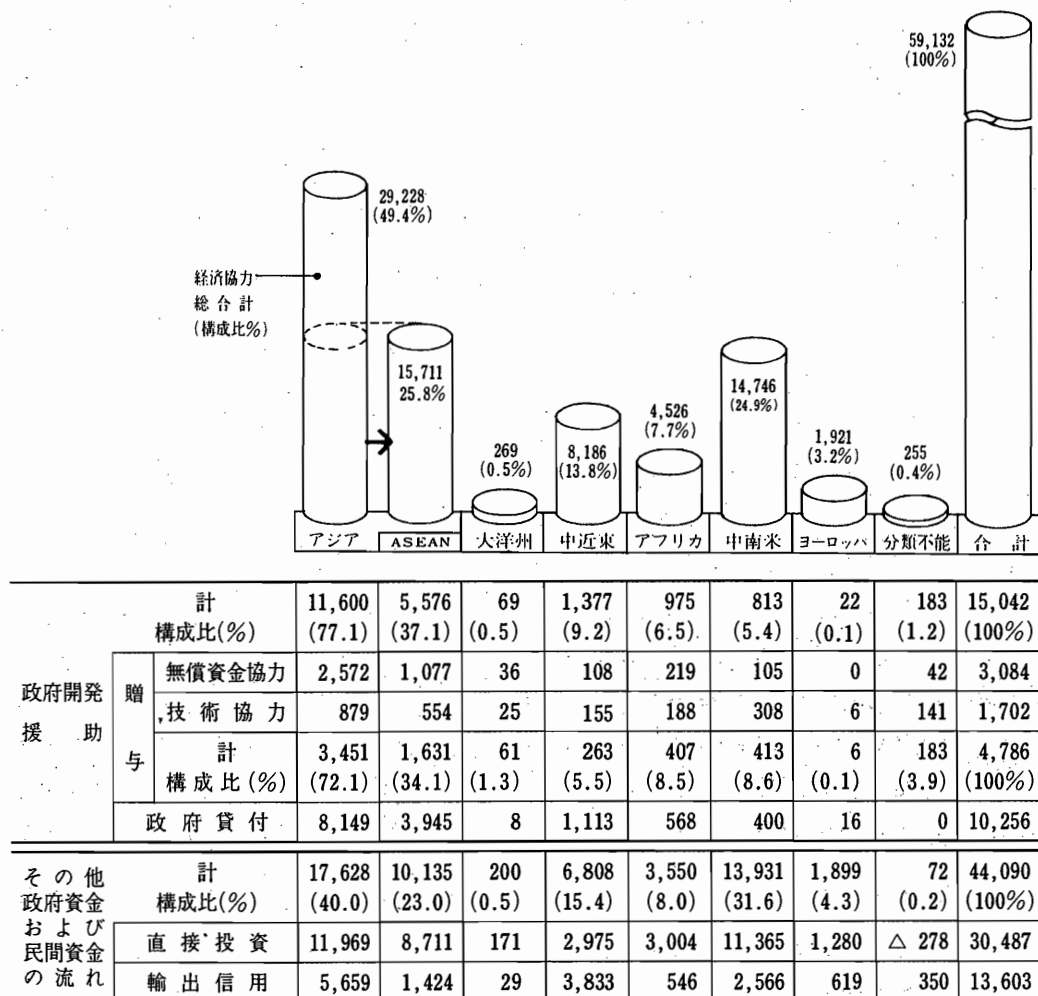 59,132
(100%)
29,228
(49.4%)
経済協力
総合計
(構成比%)
15,711
25.8%
269
(0.5%)
8,186
(13.8%)
4,526
(7.7%)
14,746
(24.9%)
1,921
(3.2%)
255
(0.4%)
アジア ASEAN 大洋州 中近東 アフリカ 中南米 ヨーロッパ 分類不能 合計
計 11,600 5,576 69 1,377 975 813 22 183 15,042
構成比(%) (77.1) (37.1) (0.5) (9.2) (6.5) (5.4) (0.1) (1.2) (100%)
政府開発
援助
贈
与
無償資金協力 2,572 1,077 36 108 219 105 0 42 3,084
技術協力 879 554 25 155 188 308 6 141 1,702
計 3,451 1,631 61 263 407 413 6 183 4,786
構成比(%) (72.1) (34.1) (1.3) (5.5) (8.5) (8.6) (0.1) (3.9) (100%)
政府貸付 8,149 3,945 8 1,113 568 400 16 0 10,256
その他
政府資金
および
民間資金
の流れ
計 17,628 10,135 200 6,808 3,550 13,931 1,899 72 44,090
構成比(%) (40.0) (23.0) (0.5) (15.4) (8.0) (31.6) (4.3) (0.2) (100%)
直接投資 11,969 8,711 171 2,975 3,004 11,365 1,280 △278 30,487
輸出信用 5,659 1,424 29 3,833 546 2,566 619 350 13,603